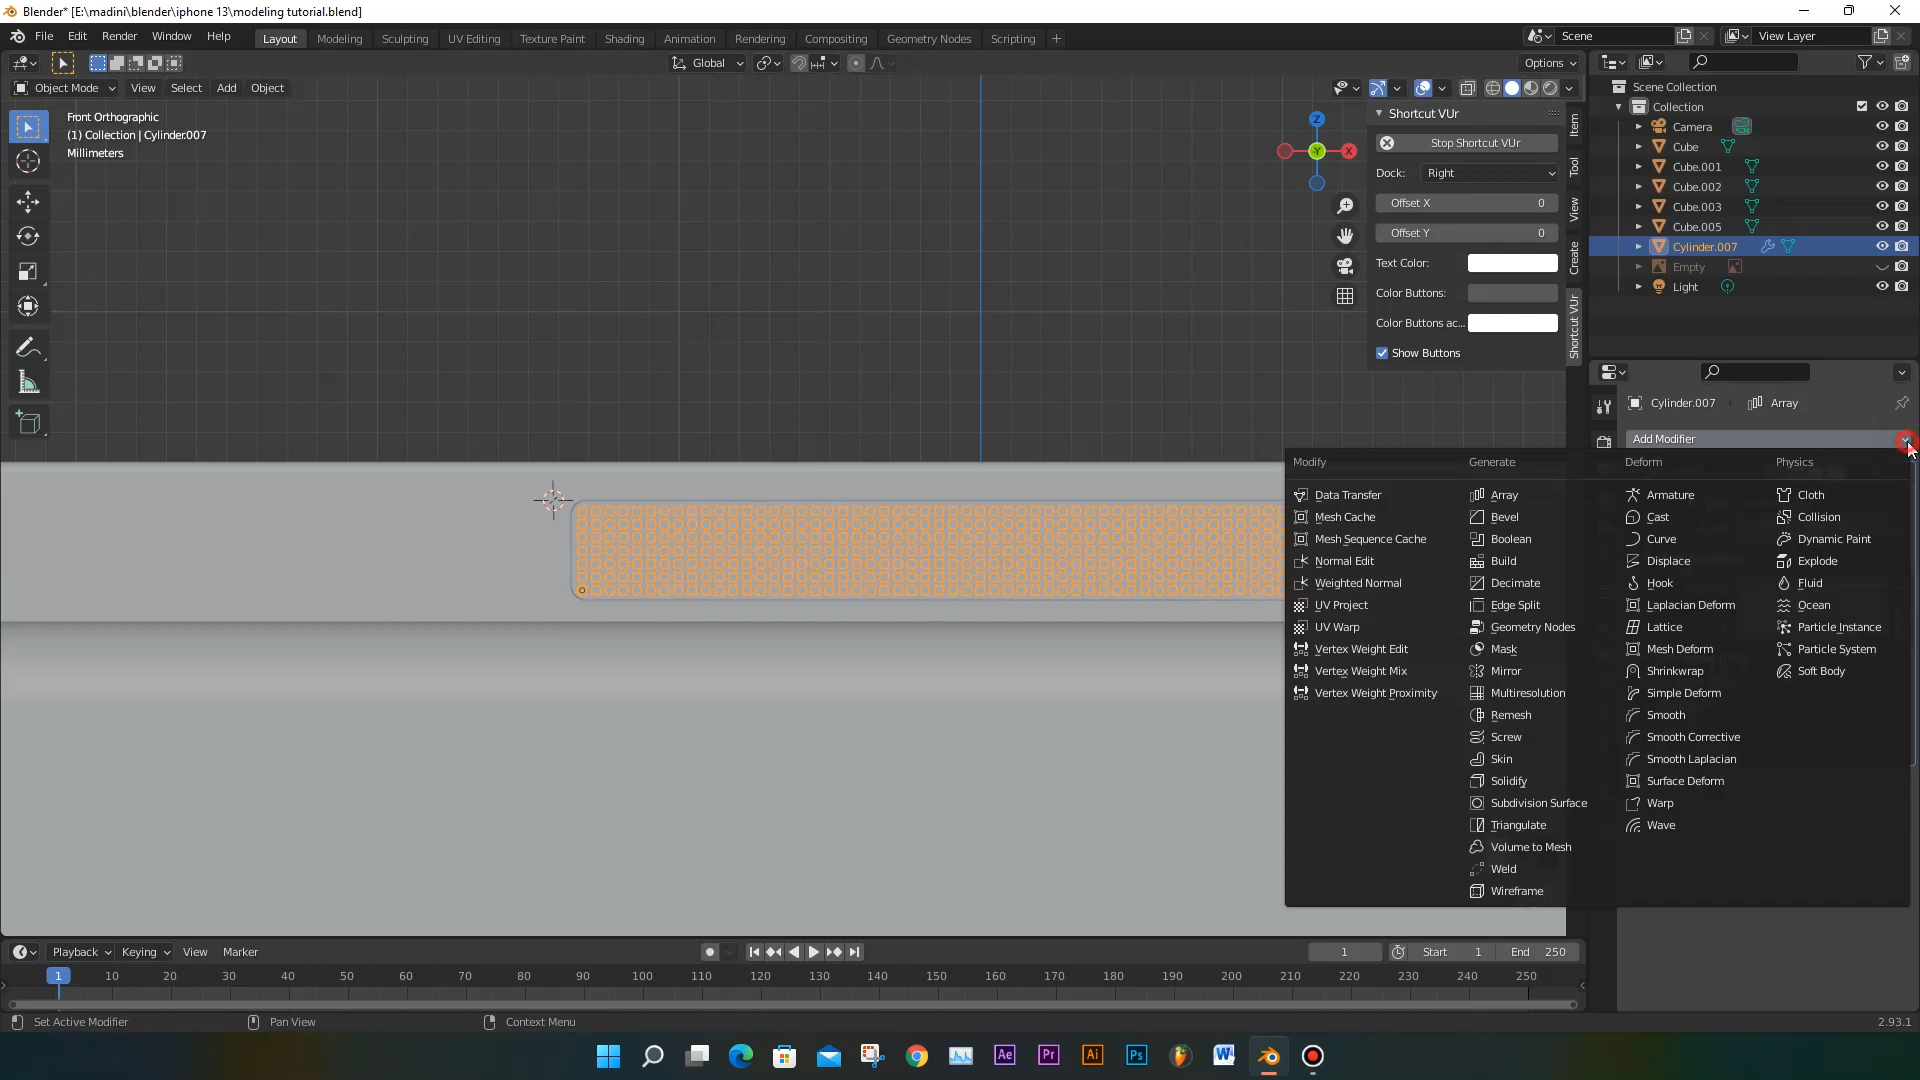 Blender* [E:\madini\blender\iphone 13\modeling tutorial.blend]
File Edit Render Window Help Layout Modeling Sculpting UV Editing Texture Paint Shading Animation Rendering Compositing Geometry Nodes Scripting + Scene View Layer
Global Options
Object Mode View Select Add Object
Front Orthographic
(1) Collection | Cylinder.007
Millimeters
Z
X
-Y
Shortcut VUr
Stop Shortcut VUr
Dock: Right
Offset X 0
Offset Y 0
Text Color:
Color Buttons:
Color Buttons ac...
Show Buttons
Item
Tool
View
Create
Shortcut VUr
Scene Collection
Collection
Camera
Cube
Cube.001
Cube.002
Cube.003
Cube.005
Cylinder.007
Empty
Light
Cylinder.007 Array
Add Modifier
Modify Generate Deform Physics
Data Transfer Array Armature Cloth
Mesh Cache Bevel Cast Collision
Mesh Sequence Cache Boolean Curve Dynamic Paint
Normal Edit Build Displace Explode
Weighted Normal Decimate Hook Fluid
UV Project Edge Split Laplacian Deform Ocean
UV Warp Geometry Nodes Lattice Particle Instance
Vertex Weight Edit Mask Mesh Deform Particle System
Vertex Weight Mix Mirror Shrinkwrap Soft Body
Vertex Weight Proximity Multiresolution Simple Deform
Remesh Smooth
Screw Smooth Corrective
Skin Smooth Laplacian
Solidify Surface Deform
Subdivision Surface Warp
Triangulate Wave
Volume to Mesh
Weld
Wireframe
Playback Keying View Marker 1 Start 1 End 250
1 10 20 30 40 50 60 70 80 90 100 110 120 130 140 150 160 170 180 190 200 210 220 230 240 250
Set Active Modifier Pan View Context Menu 2.93.1
Ae Pr Ai Ps W